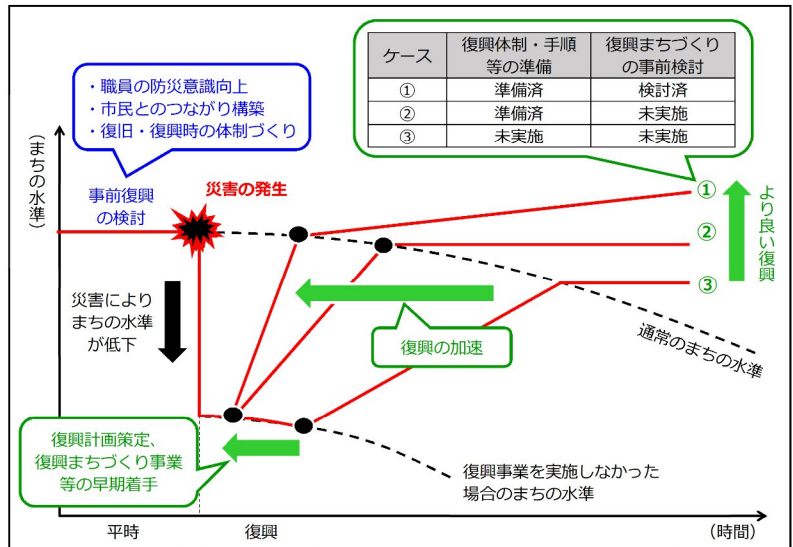 ケース 復興体制・手順等の準備 復興まちづくりの事前検討
① 準備済 検討済
② 準備済 未実施
③ 未実施 未実施
・職員の防災意識向上
・市民とのつながり構築
・復旧・復興時の体制づくり
(まちの水準)
事前復興
の検討
災害の発生
①
②
③
より良い復興
災害により
まちの水準
が低下
復興の加速
通常のまちの水準
復興計画策定、
復興まちづくり事業
等の早期着手
復興事業を実施しなかった
場合のまちの水準
平時
復興
(時間)